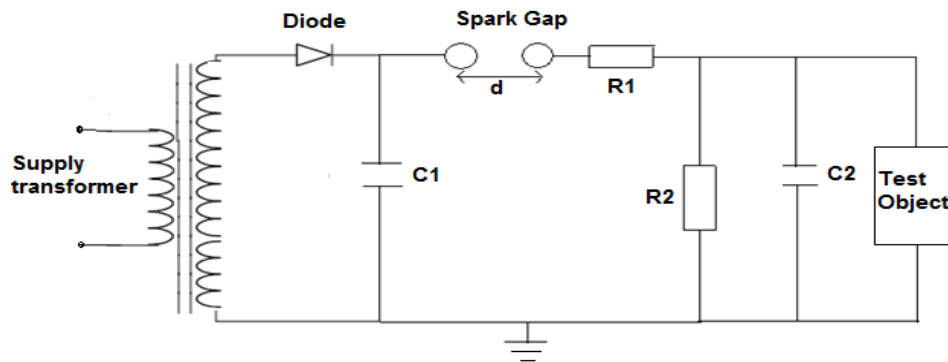 Diode
Spark Gap
d
R1
Supply
transformer
C1
R2
C2
Test
Object